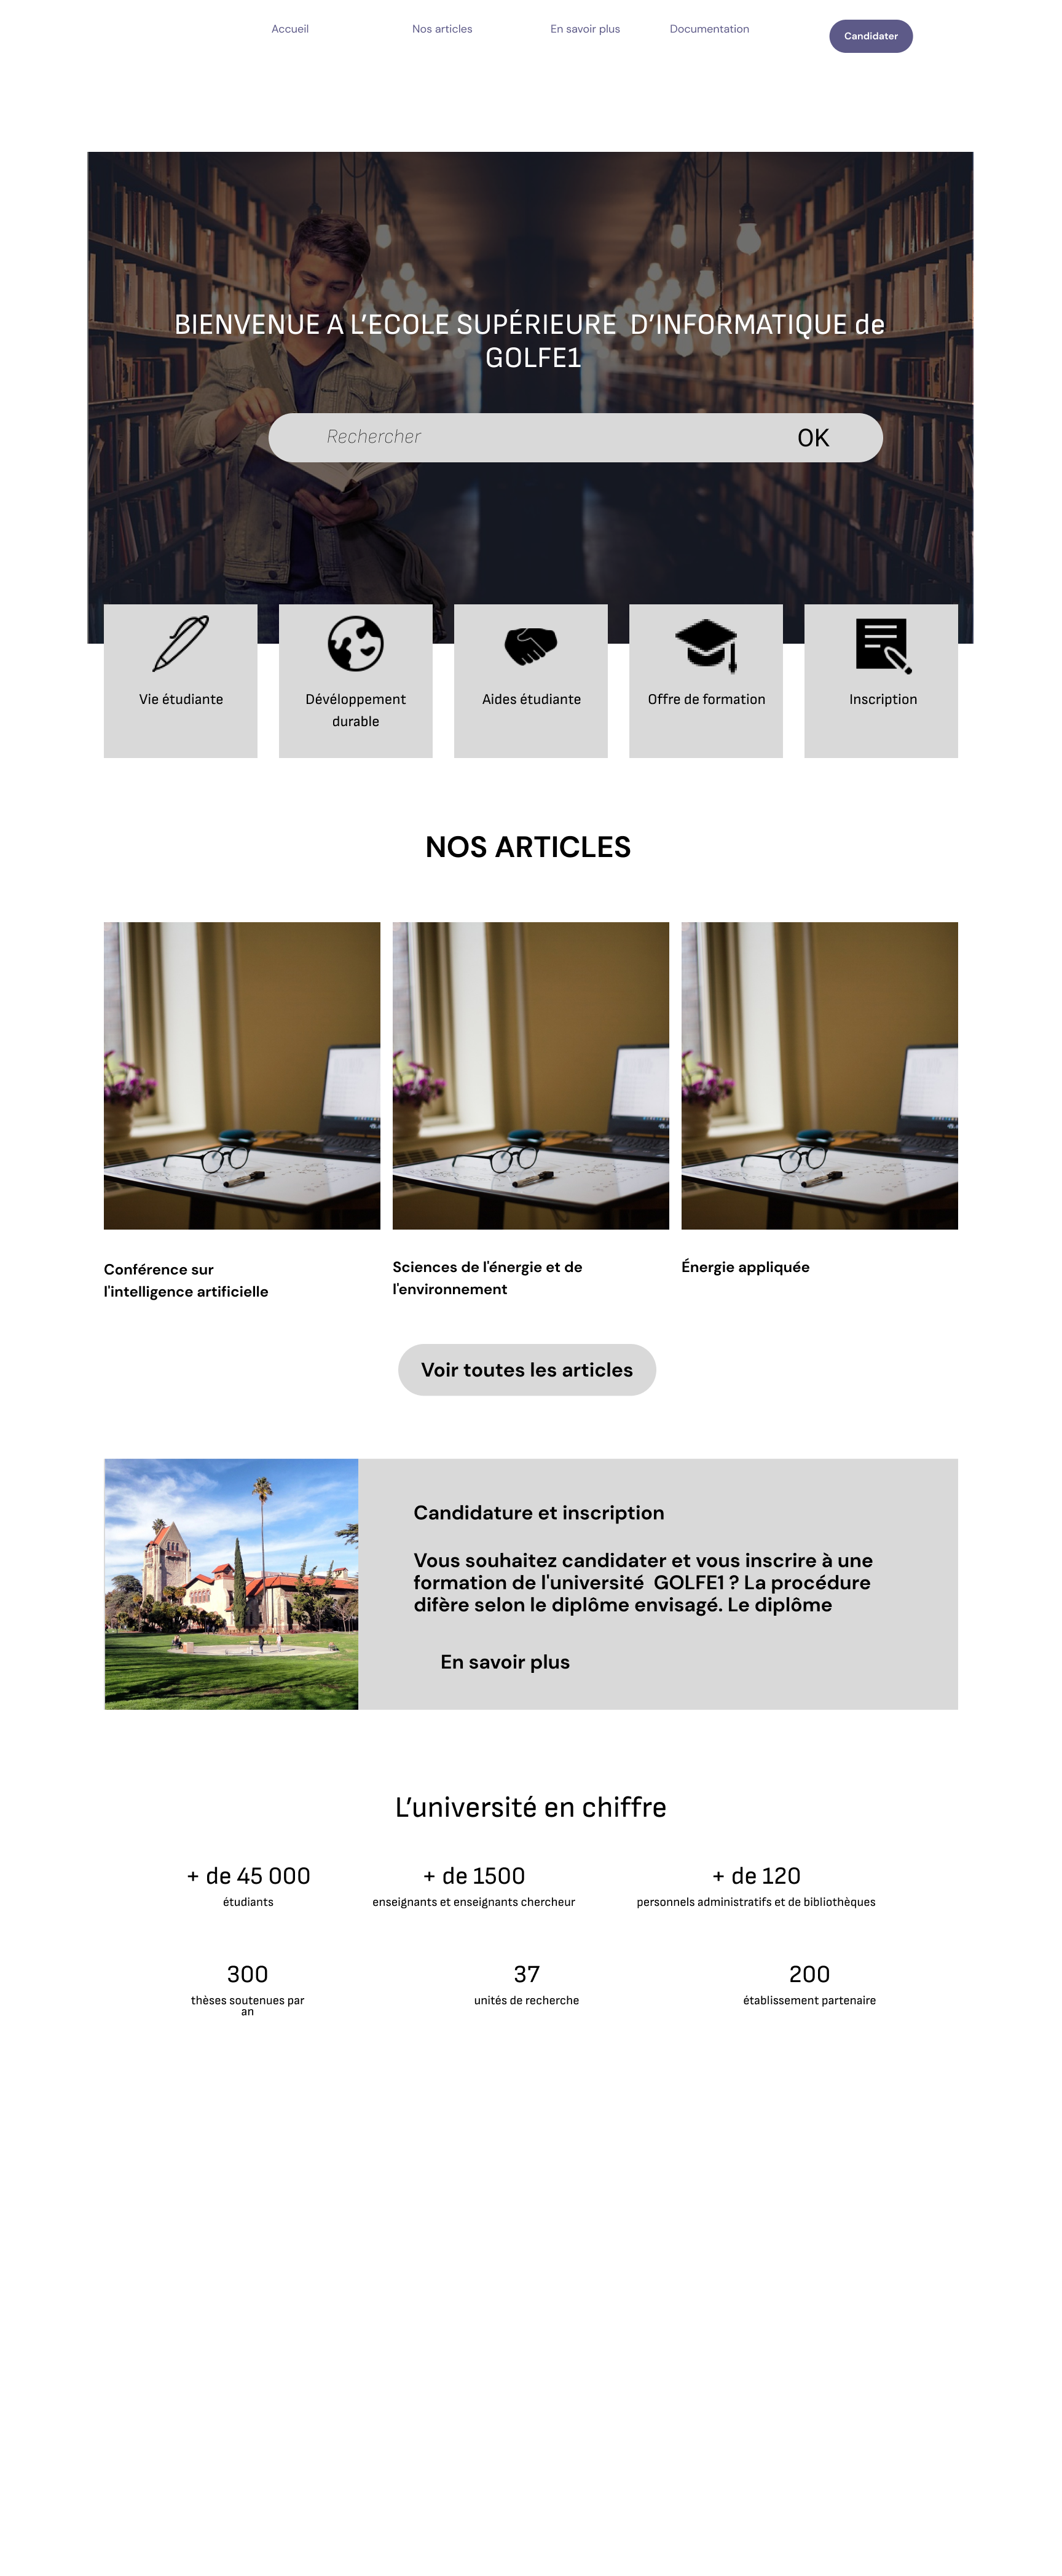 Accueil
Nos articles
En savoir plus
Documentation
Candidater
BIENVENUE A L’ECOLE SUPÉRIEURE D’INFORMATIQUE de
GOLFE1
Rechercher
OK
Vie étudiante
Dévéloppement
durable
Aides étudiante
Offre de formation
Inscription
NOS ARTICLES
Conférence sur
l'intelligence artificielle
Sciences de l'énergie et de
l'environnement
Énergie appliquée
Voir toutes les articles
Candidature et inscription
Vous souhaitez candidater et vous inscrire à une
formation de l'université GOLFE1 ? La procédure
difère selon le diplôme envisagé. Le diplôme
En savoir plus
L’université en chiffre
+ de 45 000
étudiants
+ de 1500
enseignants et enseignants chercheur
+ de 120
personnels administratifs et de bibliothèques
300
thèses soutenues par
an
37
unités de recherche
200
établissement partenaire